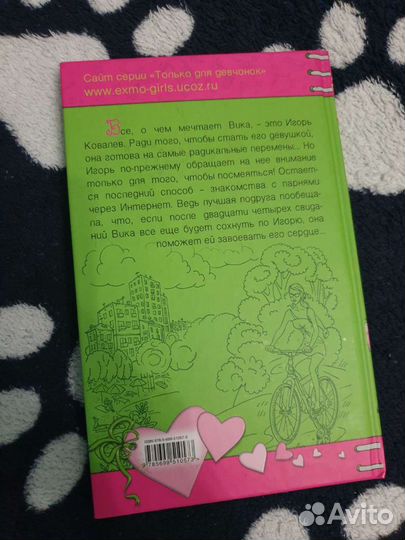 Сайт серии «Только для девчонок»
www.exmo-girls.ucoz.ru
Все, о чем мечтает Вика, - это Игорь
Ковалев. Ради того, чтобы стать его девушкой,
она готова на самые радикальные перемены... Но
Игорь по-прежнему обращает на нее внимание
только для того, чтобы посмеяться! Остает-
ся последний способ - знакомства с парнями
через Интернет. Ведь лучшая подруга пообеща-
ла, что, если после двадцати четырех свида-
ний Вика все еще будет сохнуть по Игорю, она
поможет ей завоевать его сердце...
9 785699 510573
Avito